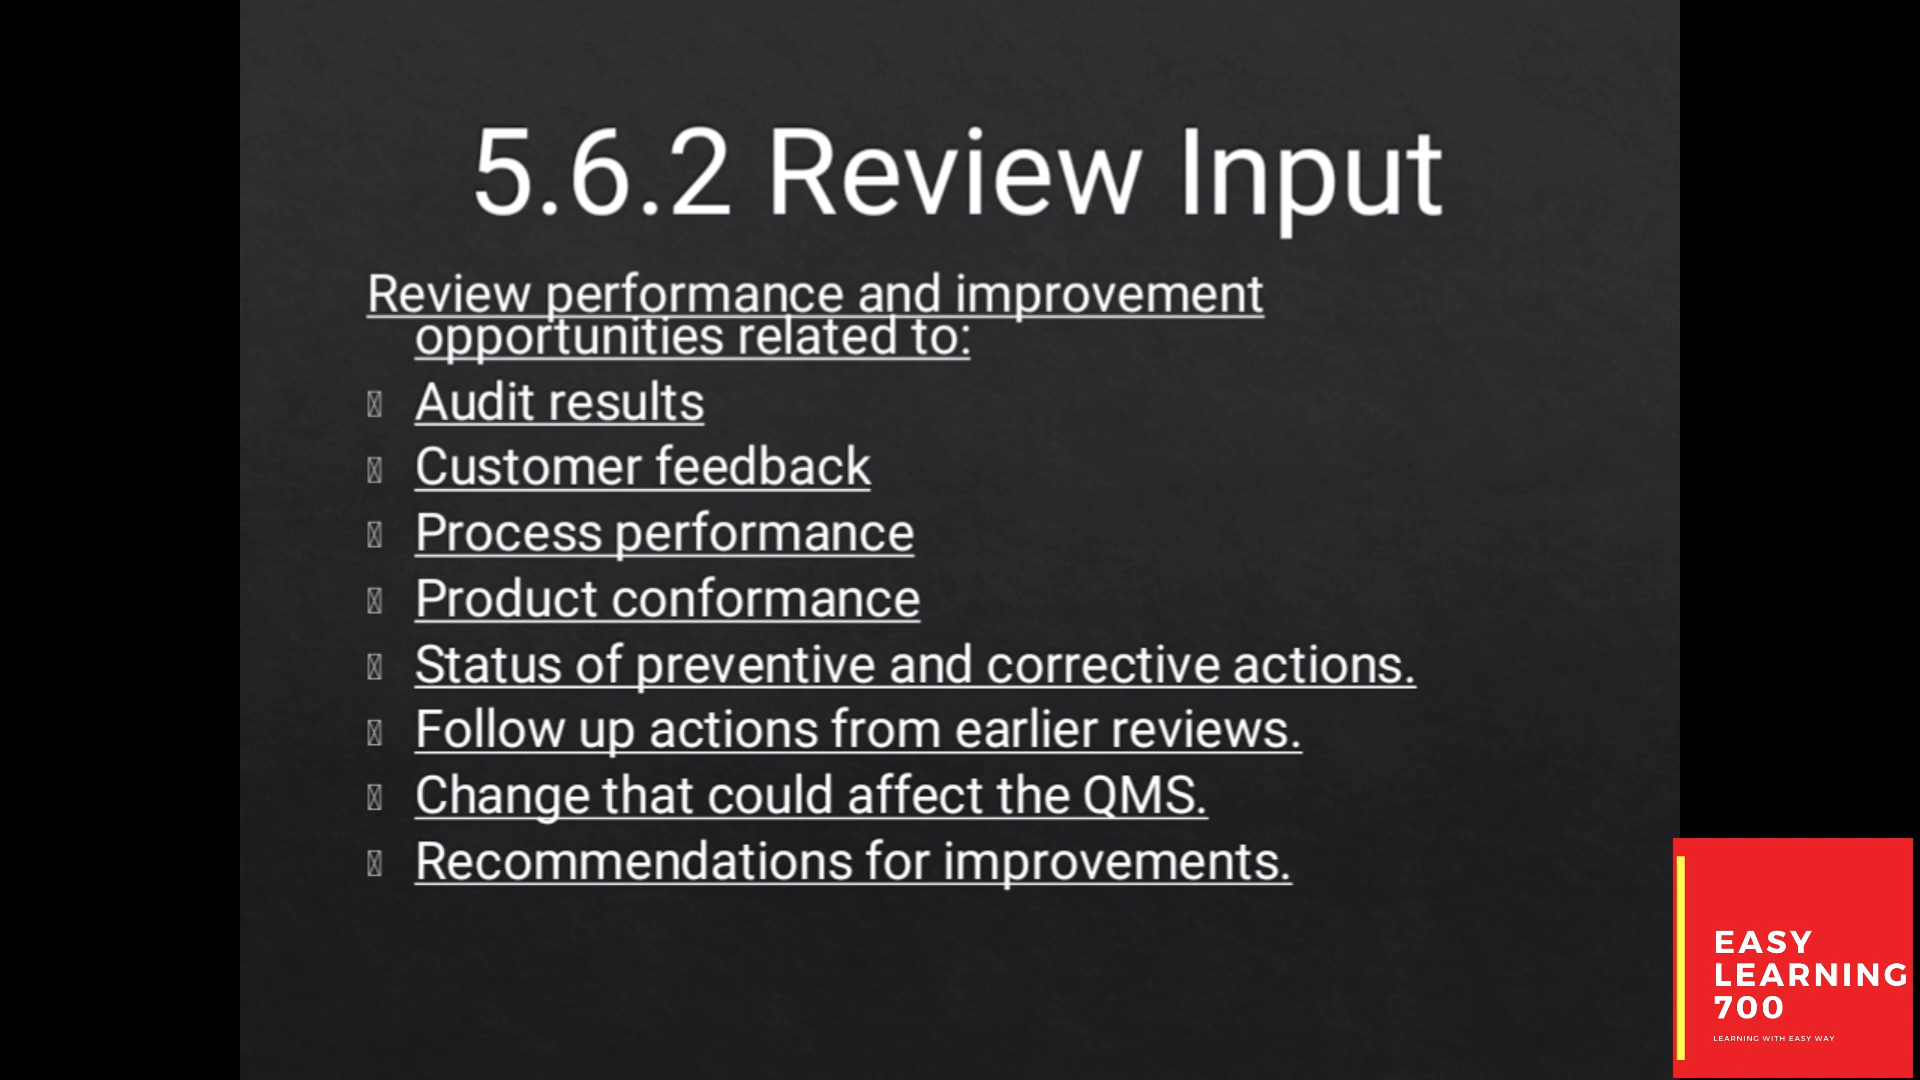 5.6.2 Review Input
Review performance and improvement
opportunities related to:
Audit results
Customer feedback
Process performance
Product conformance
Status of preventive and corrective actions.
Follow up actions from earlier reviews.
Change that could affect the QMS.
Recommendations for improvements.
EASY
LEARNING
700
LEARNING WITH EASY WAY